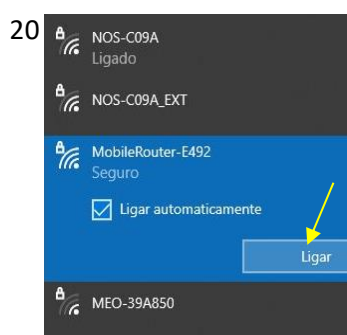 20
NOS-C09A
Ligado
NOS-C09A_EXT
MobileRouter-E492
Seguro
Ligar automaticamente
Ligar
MEO-39A850